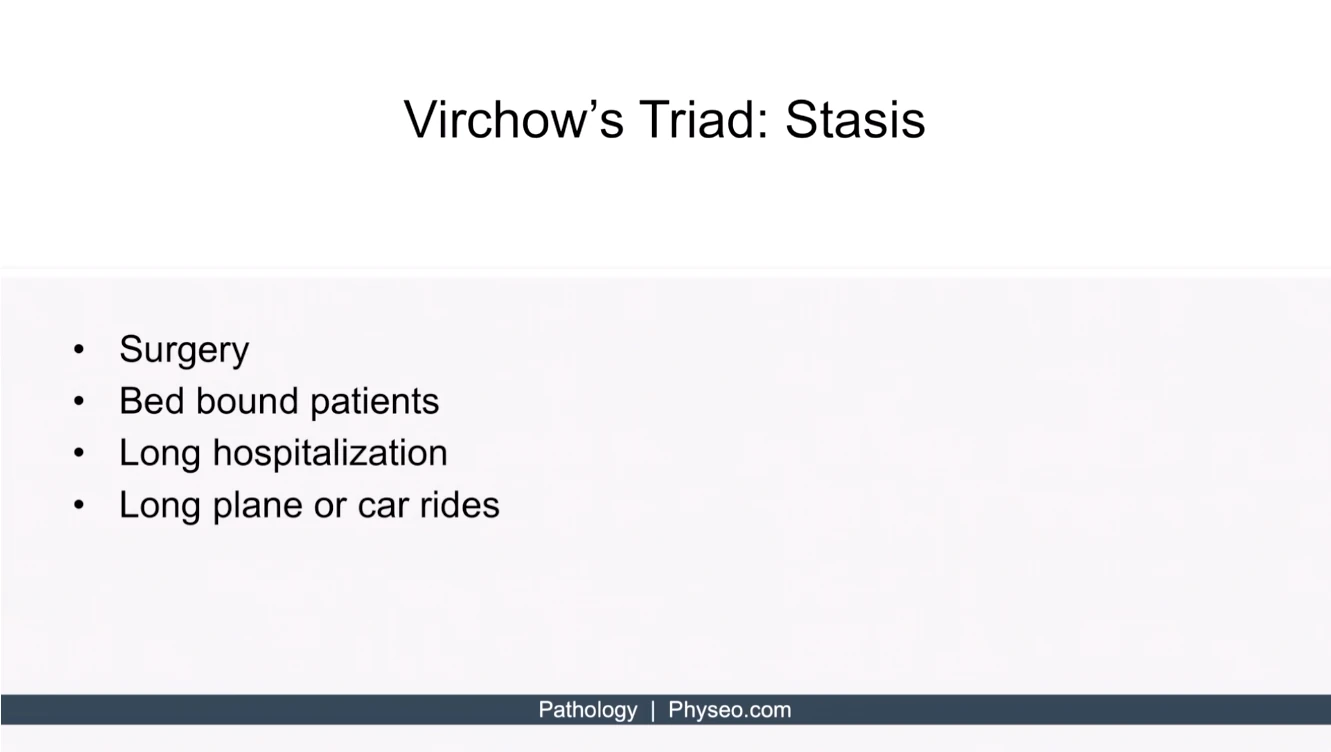 Virchow’s Triad: Stasis
• Surgery
• Bed bound patients
• Long hospitalization
• Long plane or car rides
Pathology | Physeo.com